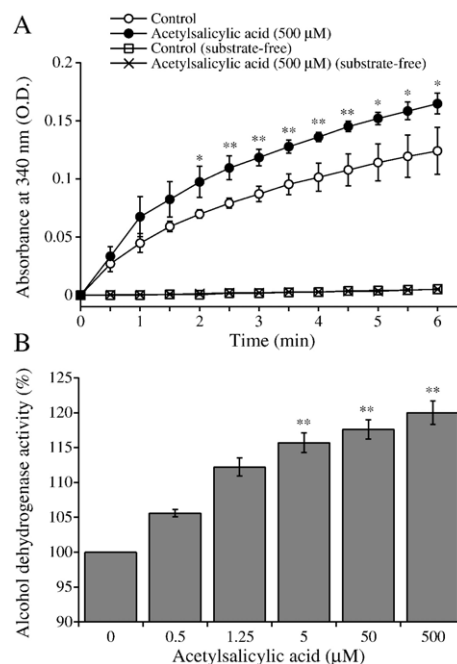 A
Control
Acetylsalicylic acid (500 μM)
Control (substrate-free)
Acetylsalicylic acid (500 μM) (substrate-free)
Absorbance at 340 nm (O.D.)
0.2
0.15
0.1
0.05
0
* ** ** ** ** ** * * *
0 1 2 3 4 5 6
Time (min)
B
Alcohol dehydrogenase activity (%)
125
120
115
110
105
100
95
90
** ** **
0 0.5 1.25 5 50 500
Acetylsalicylic acid (μM)